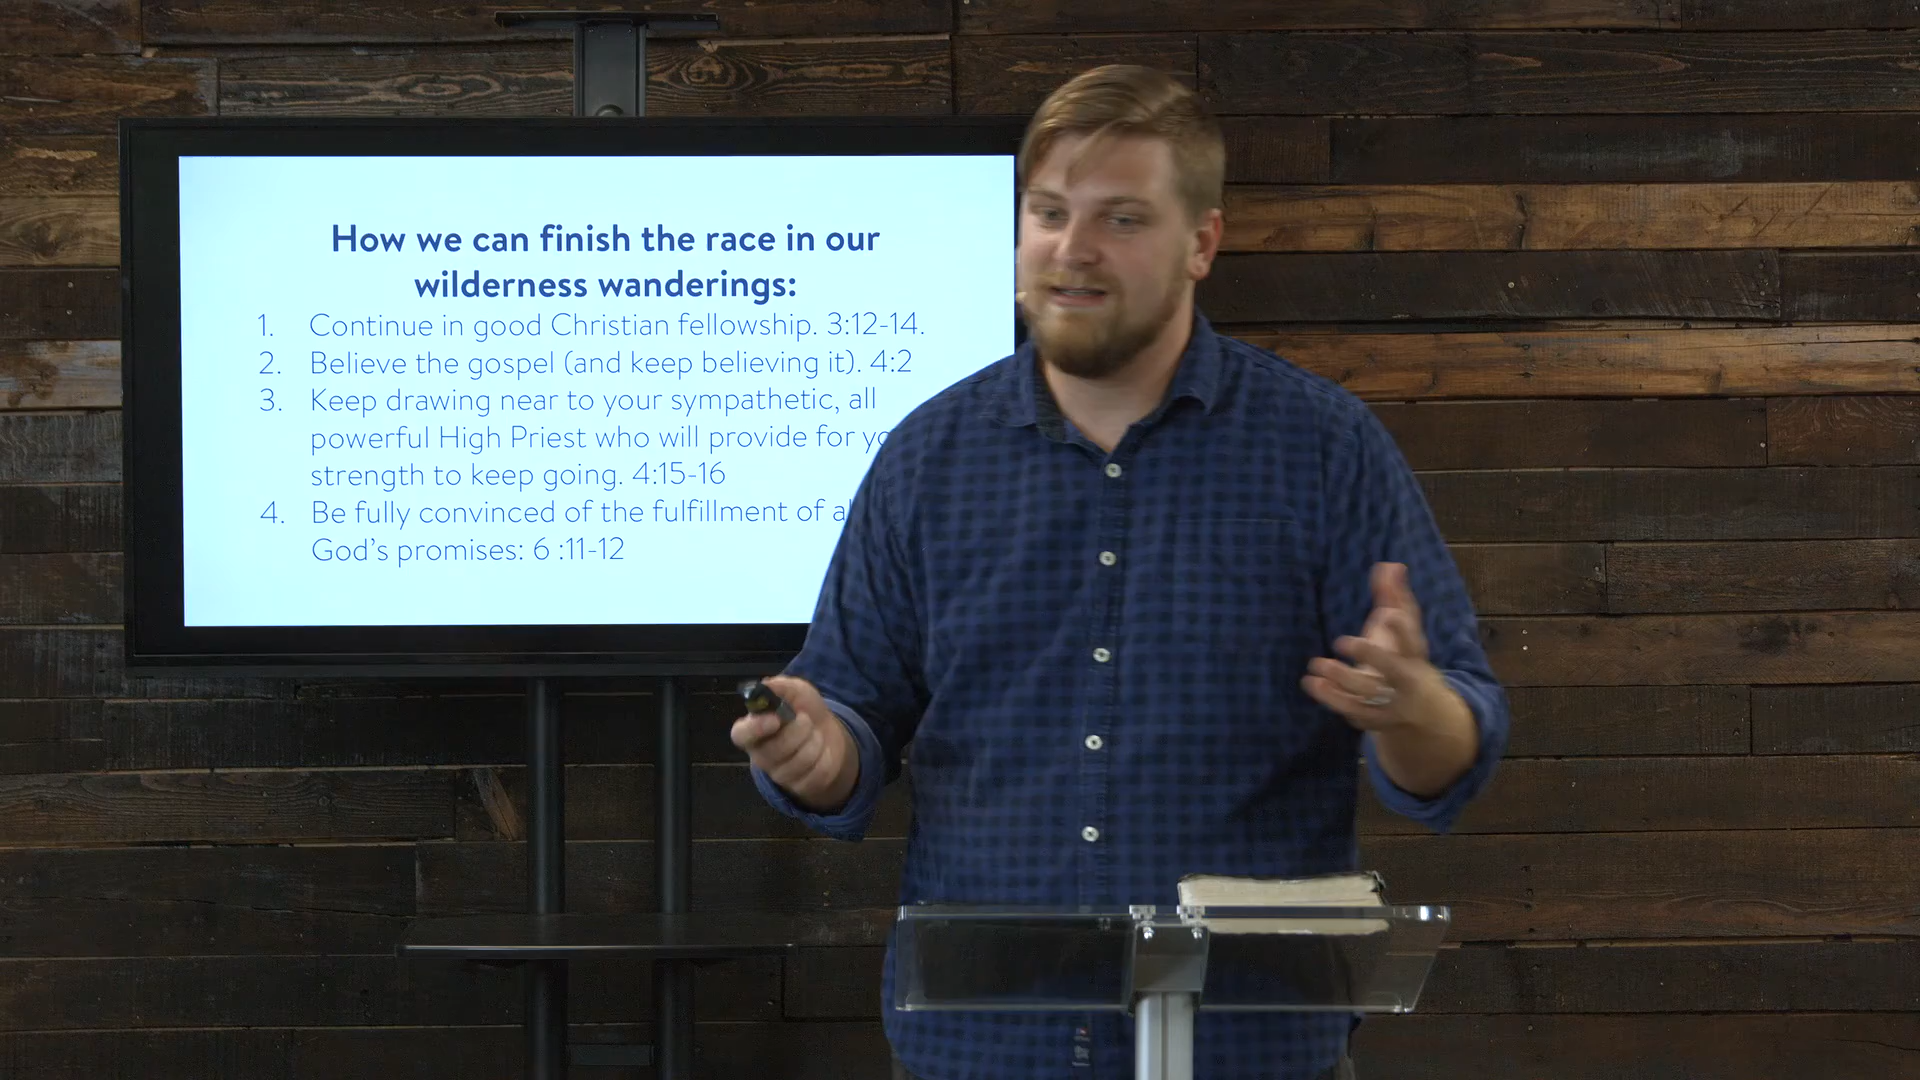 How we can finish the race in our
wilderness wanderings:
1. Continue in good Christian fellowship. 3:12-14.
2. Believe the gospel (and keep believing it). 4:2
3. Keep drawing near to your sympathetic, all
powerful High Priest who will provide for
strength to keep going. 4:15-16
4. Be fully convinced of the fulfillment of
God's promises: 6 :11-12